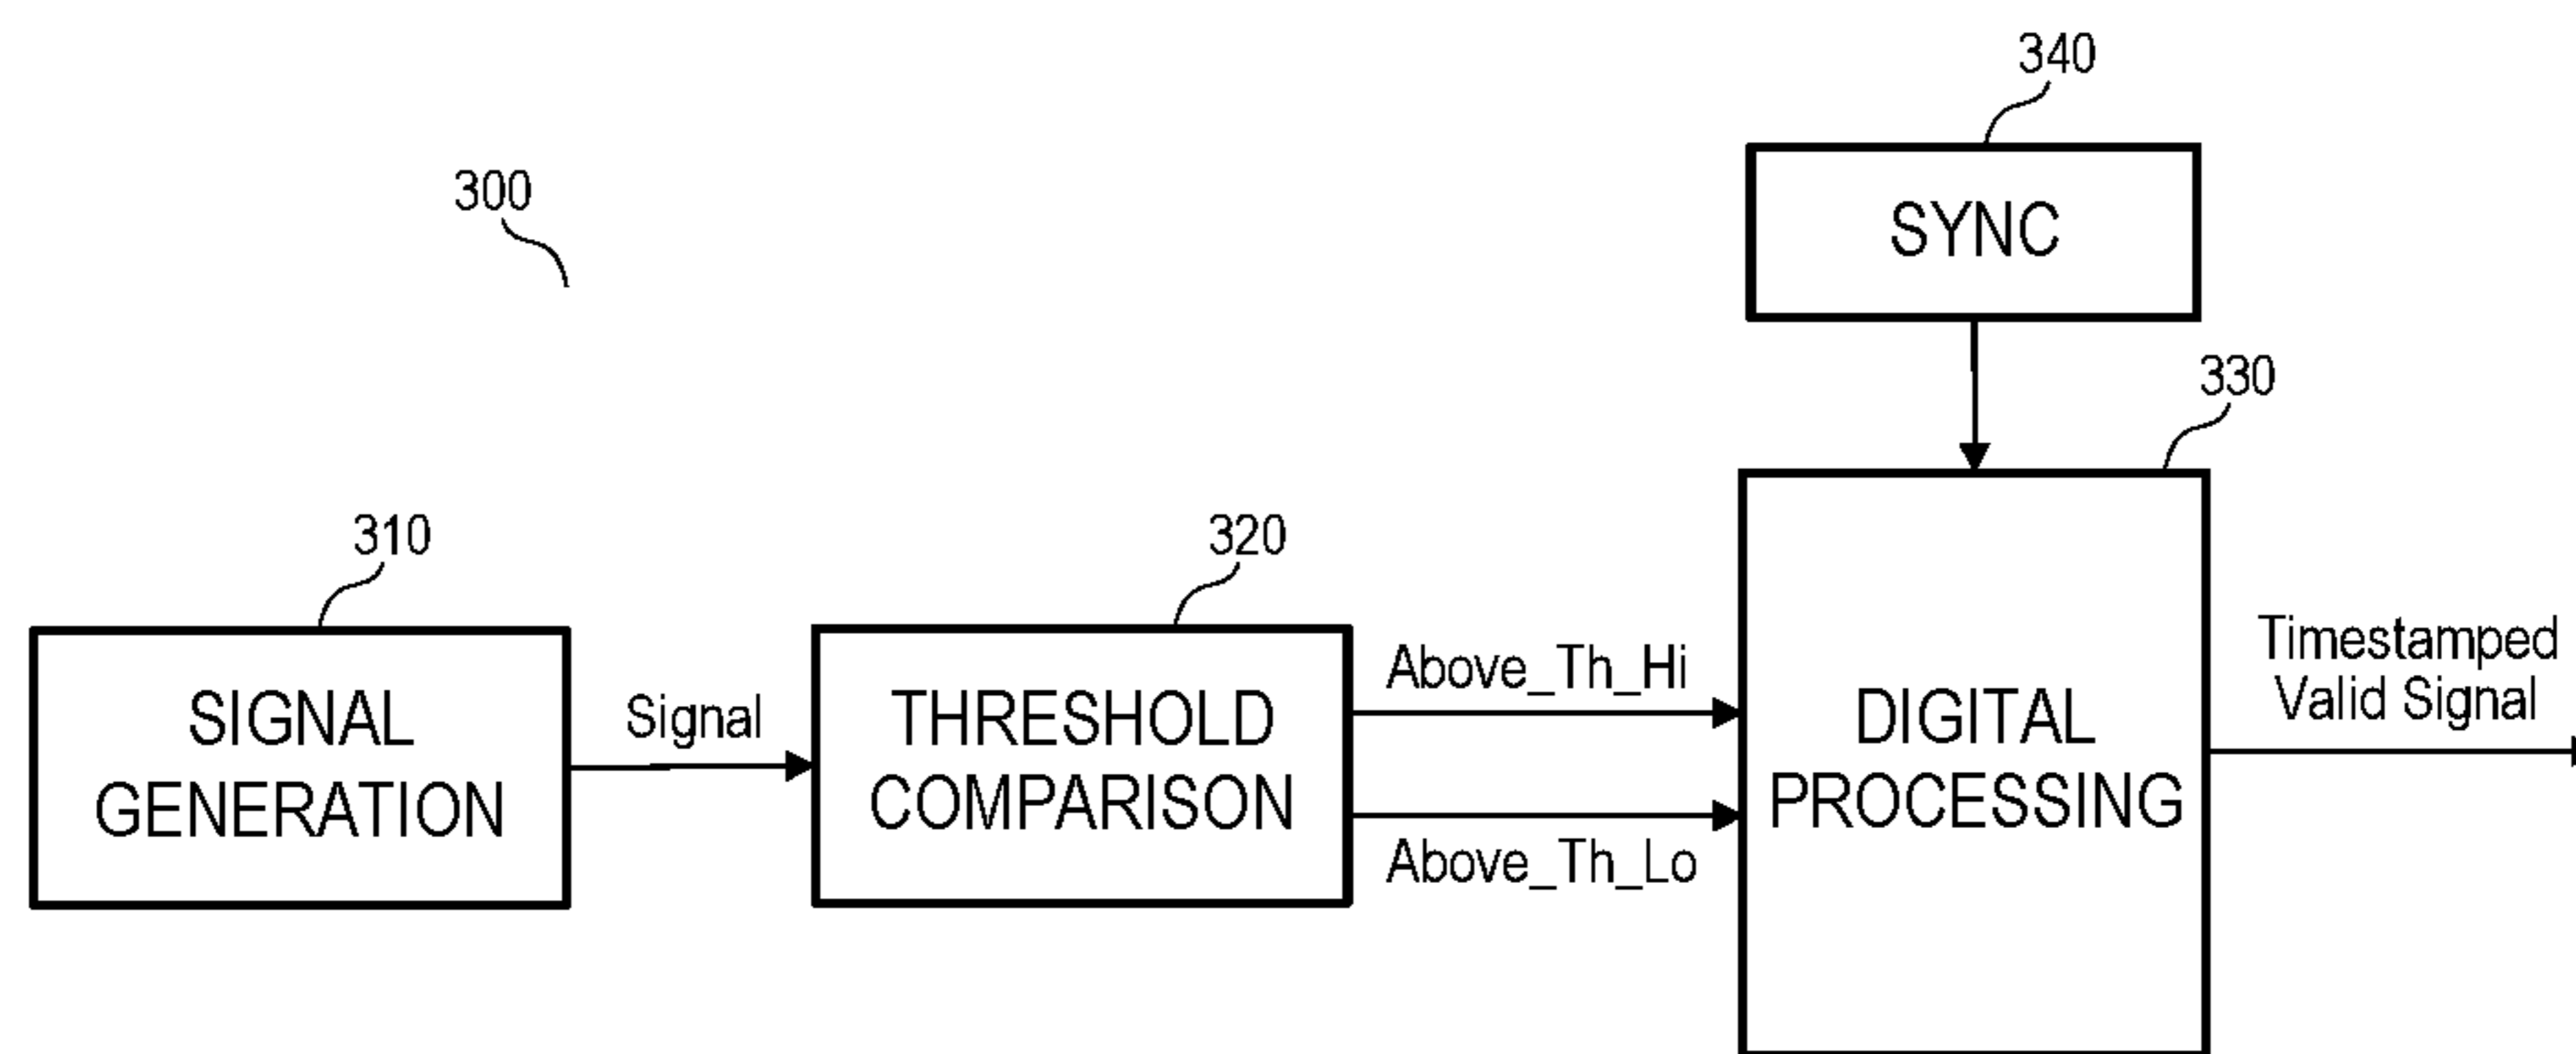 340
300
SYNC
330
310
320
SIGNAL
GENERATION
Signal
THRESHOLD
COMPARISON
Above_Th_Hi
Above_Th_Lo
DIGITAL
PROCESSING
Timestamped
Valid Signal